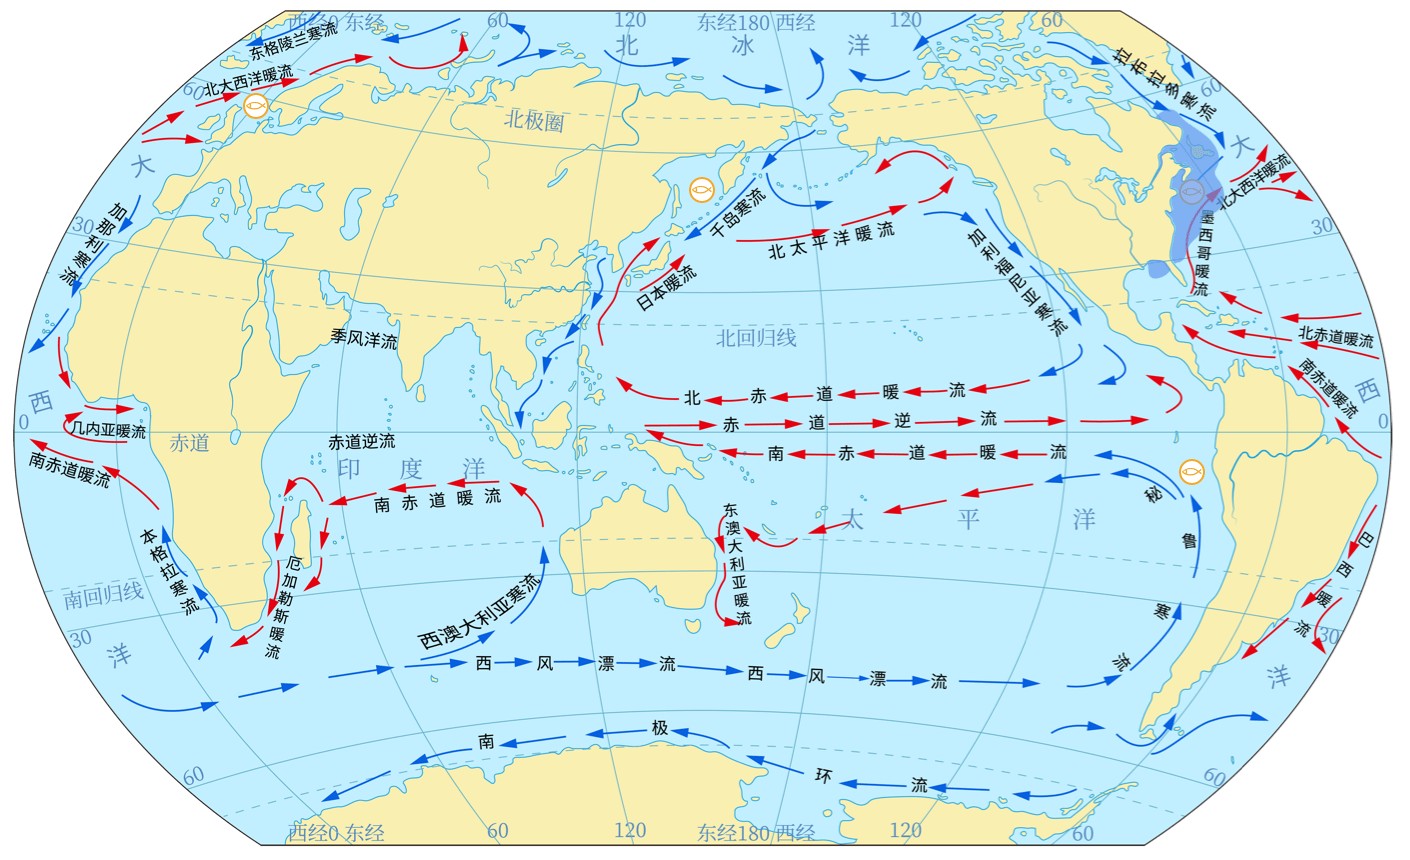 西经0 东经
60
120
东经180 西经
120
60
北冰洋
东格陵兰寒流
北大西洋暖流
60
拉布拉多寒流
60
北极圈
大
大
加那利寒流
北大西洋暖流
千岛寒流
北太平洋暖流
加利福尼亚寒流
墨西哥暖流
30
30
日本暖流
季风洋流
北回归线
北赤道暖流
南赤道暖流
西
西
北赤道暖流
0
赤道
几内亚暖流
赤道逆流
赤道逆流
0
南赤道暖流
印度洋
南赤道暖流
南赤道暖流
太平洋
秘鲁寒流
东澳大利亚暖流
本格拉寒流
厄加勒斯暖流
西澳大利亚寒流
巴西暖流
南回归线
30
30
洋
洋
西风漂流
西风漂流
南极环流
60
60
西经0 东经
60
120
东经180 西经
120
60